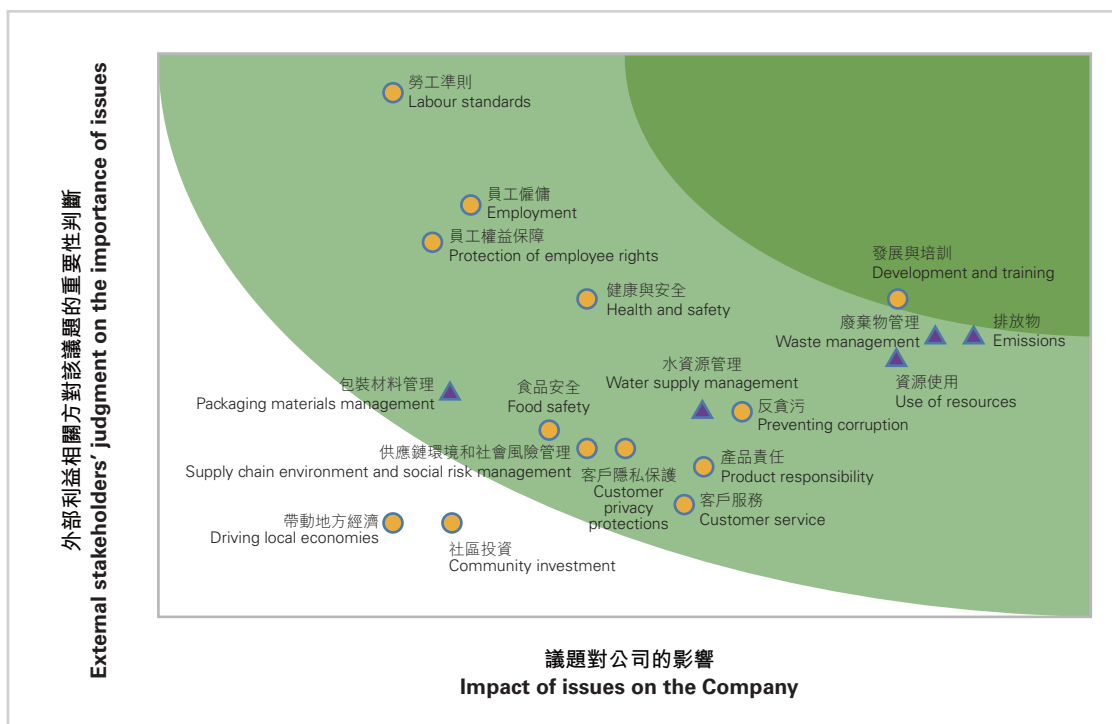 外部利益相關方對該議題的重要性判斷
External stakeholders' judgment on the importance of issues
勞工準則
Labour standards
員工僱傭
Employment
員工權益保障
Protection of employee rights
健康與安全
Health and safety
發展與培訓
Development and training
廢棄物管理
Waste management
排放物
Emissions
資源使用
Use of resources
水資源管理
Water supply management
包裝材料管理
Packaging materials management
食品安全
Food safety
反貪污
Preventing corruption
供應鏈環境和社會風險管理
Supply chain environment and social risk management
客戶隱私保護
Customer
privacy
protections
產品責任
Product responsibility
客戶服務
Customer service
帶動地方經濟
Driving local economies
社區投資
Community investment
議題對公司的影響
Impact of issues on the Company